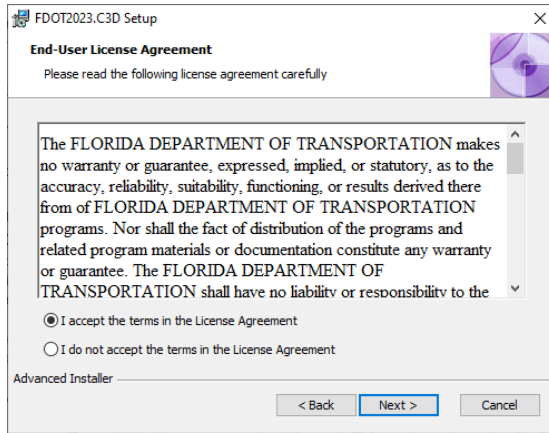 FDOT2023.C3D Setup
End-User License Agreement
Please read the following license agreement carefully
The FLORIDA DEPARTMENT OF TRANSPORTATION makes
no warranty or guarantee, expressed, implied, or statutory, as to the
accuracy, reliability, suitability, functioning, or results derived there
from of FLORIDA DEPARTMENT OF TRANSPORTATION
programs. Nor shall the fact of distribution of the programs and
related program materials or documentation constitute any warranty
or guarantee. The FLORIDA DEPARTMENT OF
TRANSPORTATION shall have no liability or responsibility to the
I accept the terms in the License Agreement
I do not accept the terms in the License Agreement
Advanced Installer
< Back
Next >
Cancel